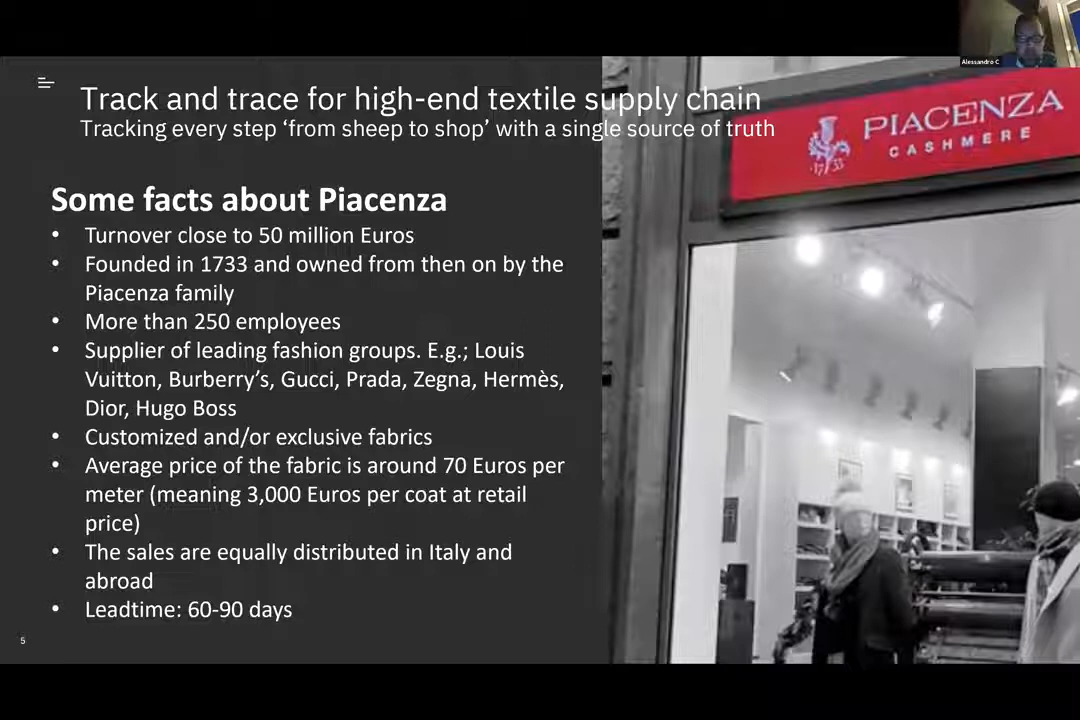 Alessandro C
Track and trace for high-end textile supply chain
Tracking every step ‘from sheep to shop’ with a single source of truth
PIACENZA
CASHMERE
1733
Some facts about Piacenza
• Turnover close to 50 million Euros
• Founded in 1733 and owned from then on by the
Piacenza family
• More than 250 employees
• Supplier of leading fashion groups. E.g.; Louis
Vuitton, Burberry’s, Gucci, Prada, Zegna, Hermès,
Dior, Hugo Boss
• Customized and/or exclusive fabrics
• Average price of the fabric is around 70 Euros per
meter (meaning 3,000 Euros per coat at retail
price)
• The sales are equally distributed in Italy and
abroad
• Leadtime: 60-90 days
5